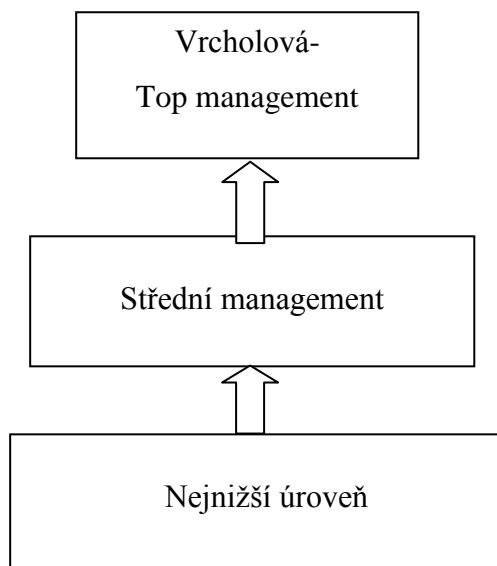 Vrcholová-
Top management
Střední management
Nejnižší úroveň